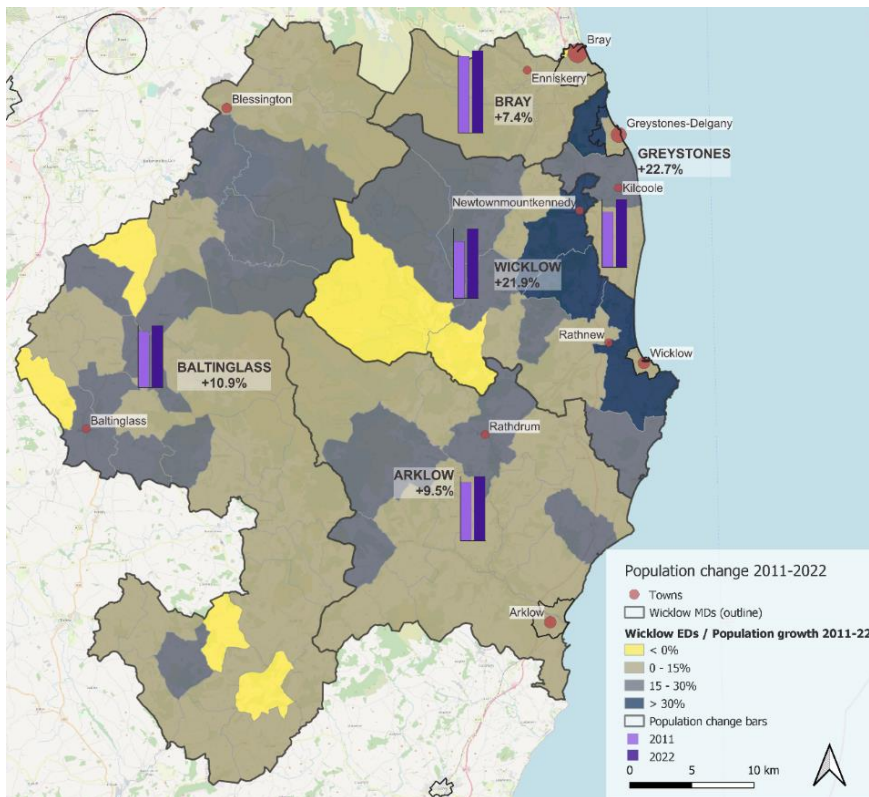 Bray
Enniskerry
Blessington
BRAY
+7.4%
Greystones-Delgany
GREYSTONES
+22.7%
Kilcoole
Newtownmountkennedy
WICKLOW
+21.9%
Rathnew
Wicklow
BALTINGLASS
+10.9%
Baltinglass
Rathdrum
ARKLOW
+9.5%
Arklow
Population change 2011-2022
Towns
Wicklow MDs (outline)
Wicklow EDs / Population growth 2011-22
< 0%
0 - 15%
15 - 30%
> 30%
Population change bars
2011
2022
0 5 10 km